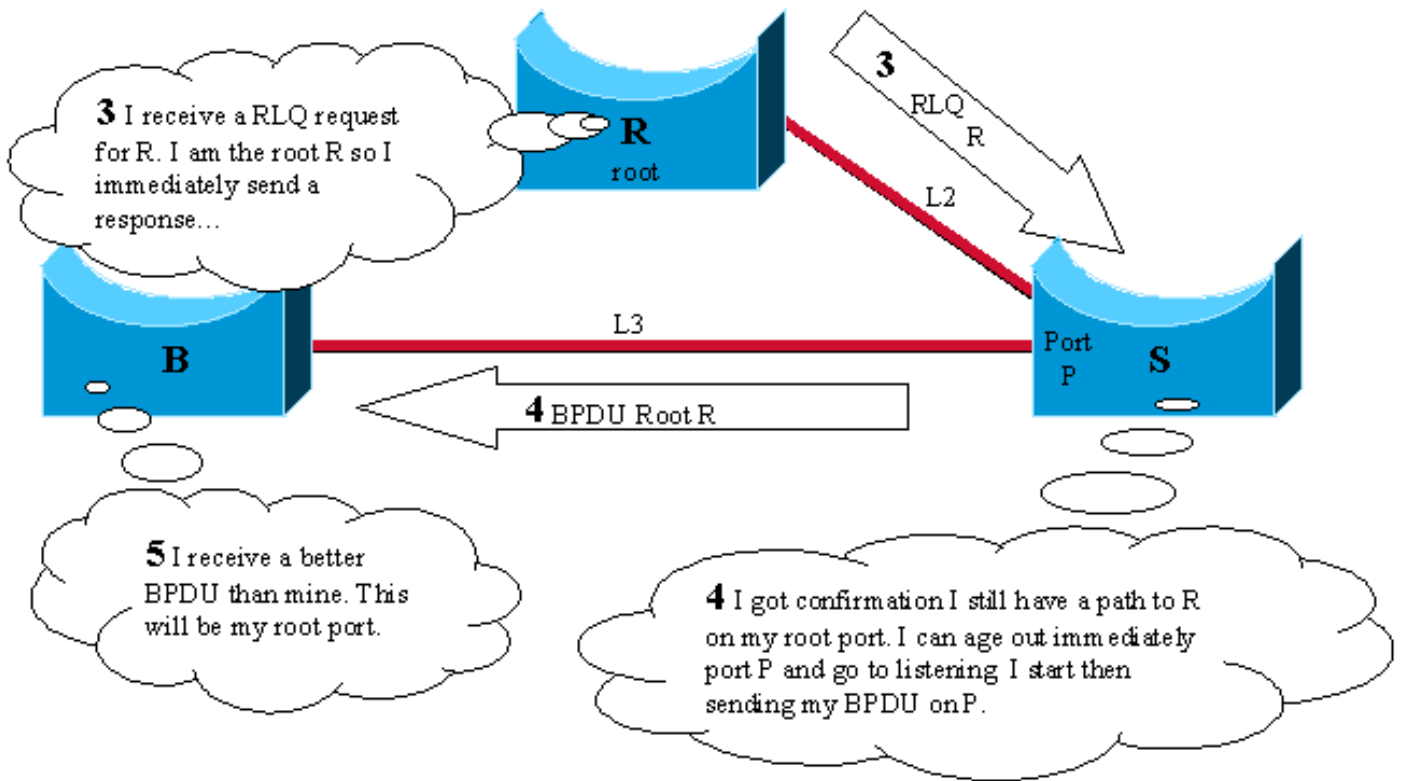 3 I receive a RLQ request
for R. I am the root R so I
immediately send a
response...
R
root
3
RLQ
R
L2
B
L3
Port
P
S
4 BPDU Root R
5 I receive a better
BPDU than mine. This
will be my root port.
4 I got confirmation I still have a path to R
on my root port. I can age out immediately
port P and go to listening I start then
sending my BPDU on P.